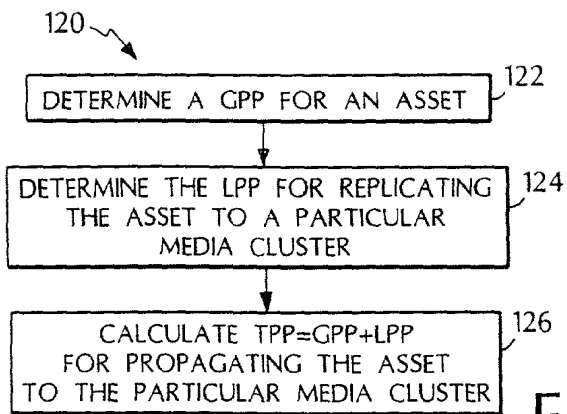 120
122
DETERMINE A GPP FOR AN ASSET
124
DETERMINE THE LPP FOR REPLICATING
THE ASSET TO A PARTICULAR
MEDIA CLUSTER
126
CALCULATE TPP=GPP+LPP
FOR PROPAGATING THE ASSET
TO THE PARTICULAR MEDIA CLUSTER